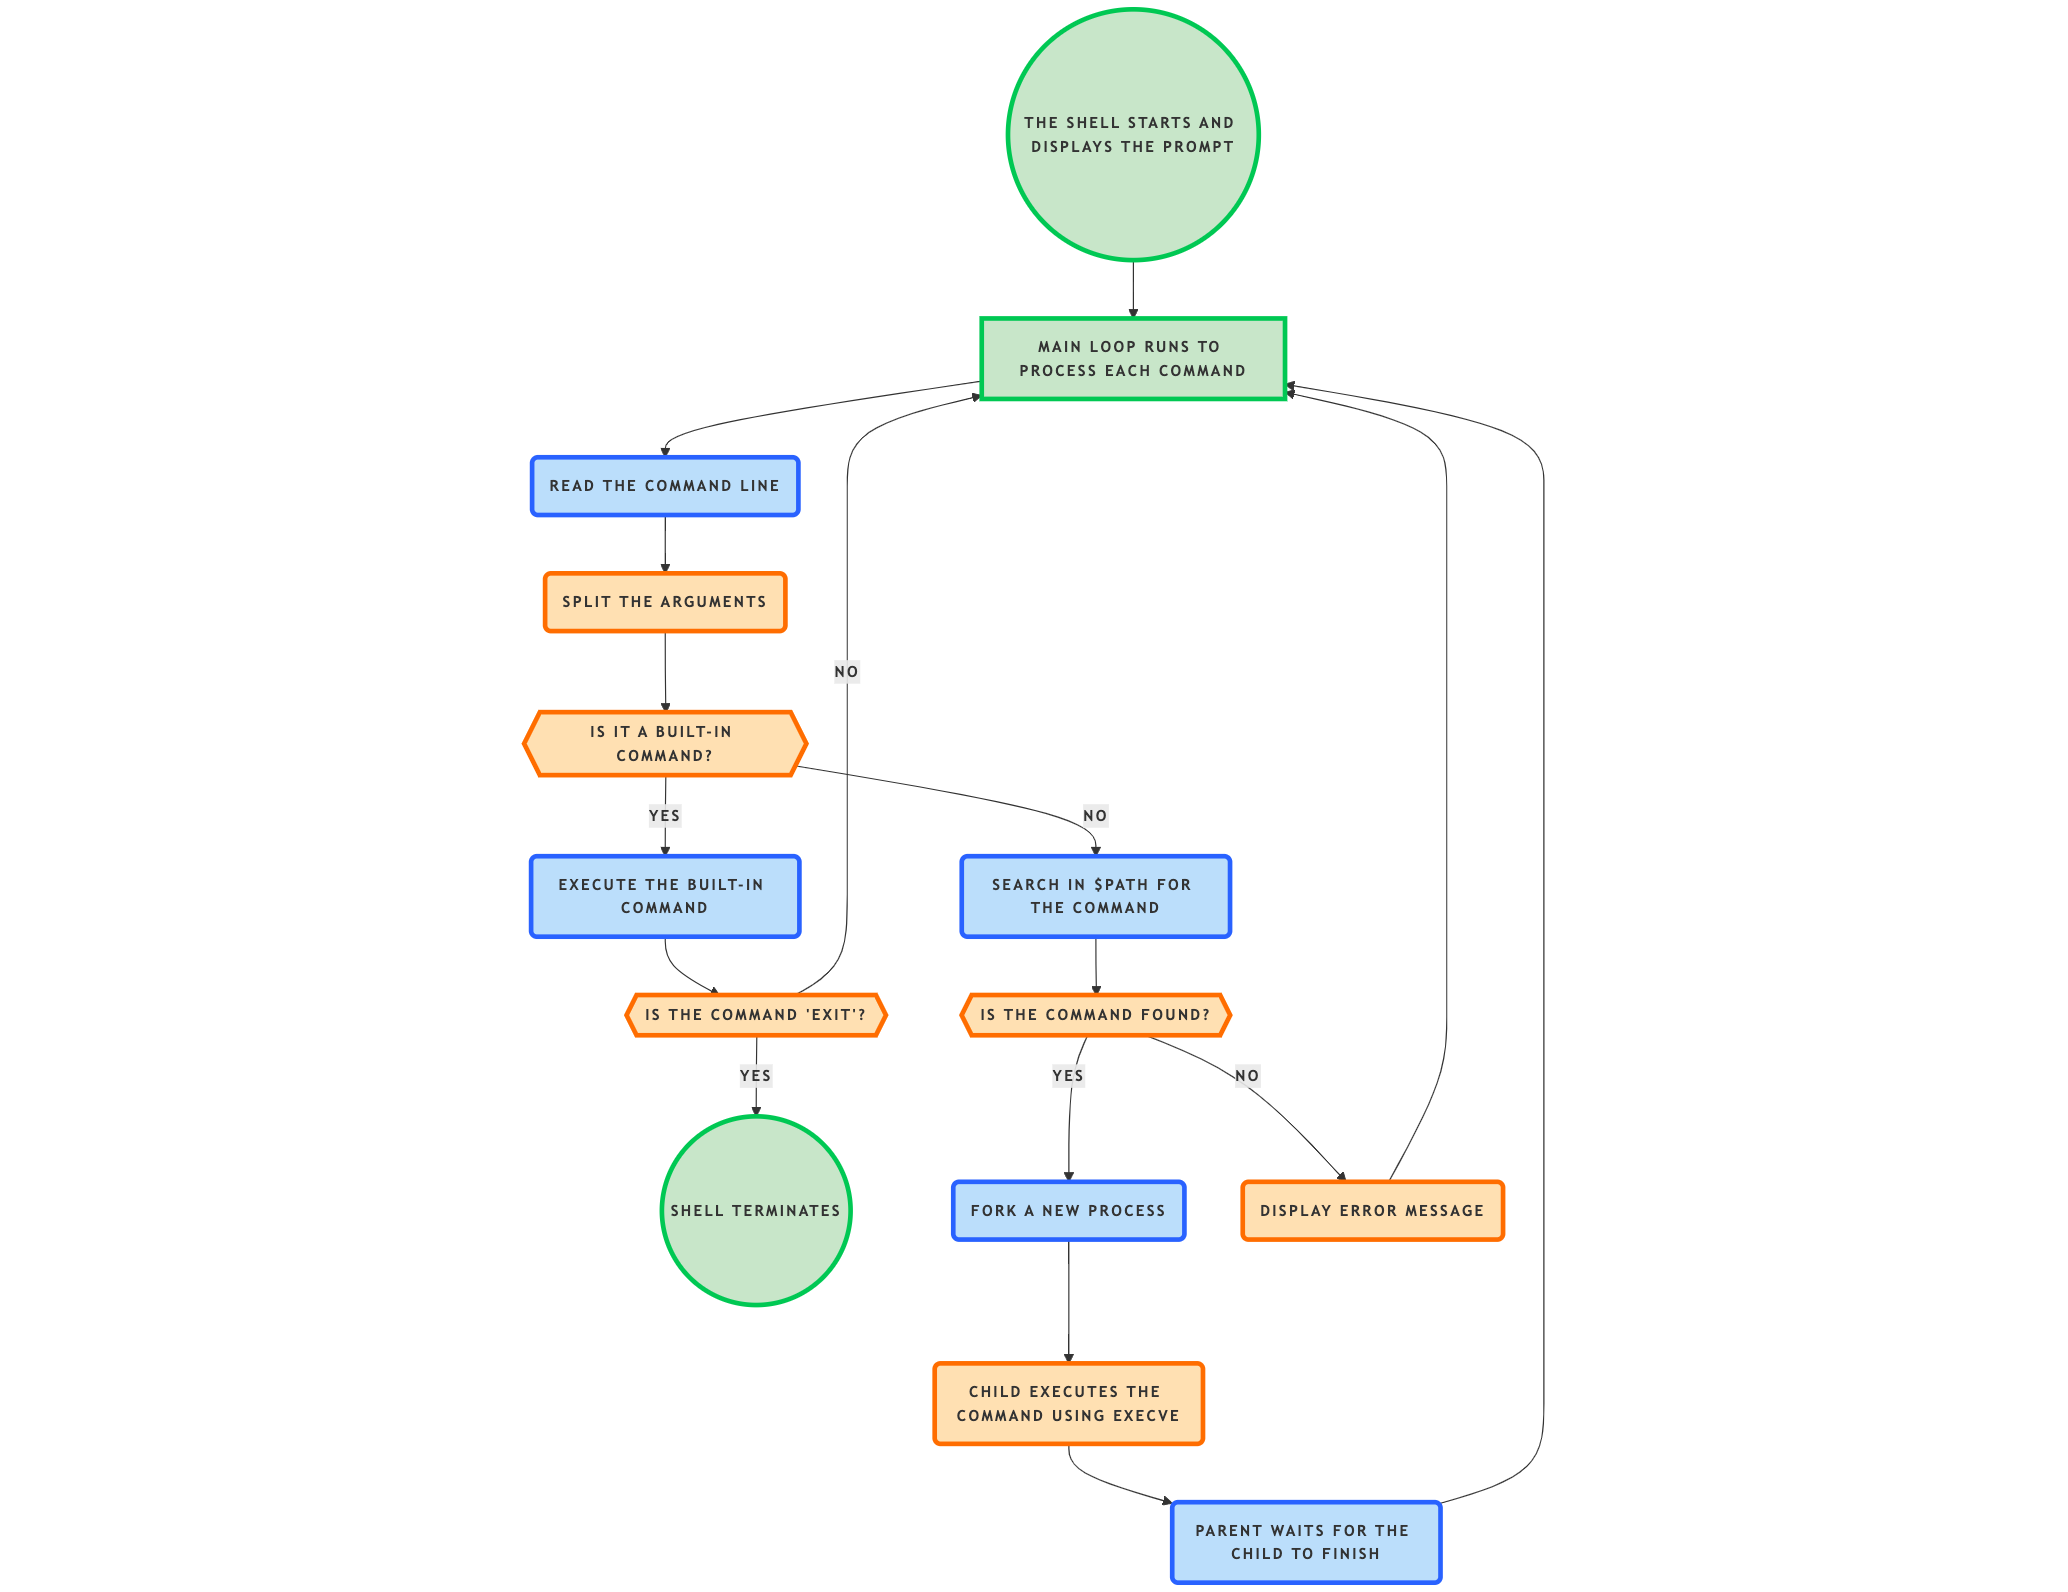 THE SHELL STARTS AND
DISPLAYS THE PROMPT
MAIN LOOP RUNS TO
PROCESS EACH COMMAND
READ THE COMMAND LINE
SPLIT THE ARGUMENTS
NO
IS IT A BUILT-IN
COMMAND?
YES
NO
EXECUTE THE BUILT-IN
COMMAND
SEARCH IN $PATH FOR
THE COMMAND
IS THE COMMAND 'EXIT'?
IS THE COMMAND FOUND?
YES
YES
NO
SHELL TERMINATES
FORK A NEW PROCESS
DISPLAY ERROR MESSAGE
CHILD EXECUTES THE
COMMAND USING EXECVE
PARENT WAITS FOR THE
CHILD TO FINISH